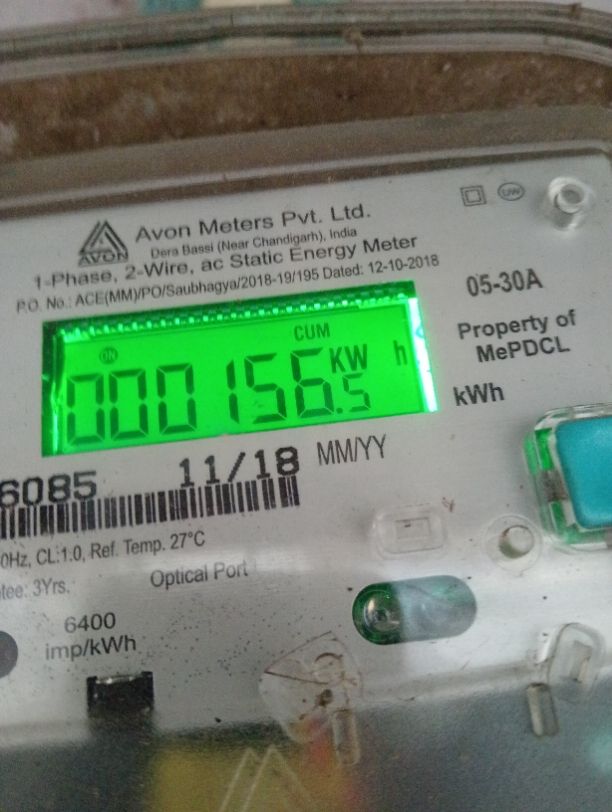 UW
Avon Meters Pvt. Ltd.
AVON
Dera Bassi (Near Chandigarh), India
1-Phase, 2-Wire, ac Static Energy Meter
P.O. No.: ACE(MM)/PO/Saubhagya/2018-19/195 Dated: 12-10-2018
05-30A
Property of
MePDCL
ON CUM
000156.5 KW h
kWh
6085 11/18 MM/YY
0Hz, CL:1.0, Ref. Temp. 27°C
tee: 3Yrs.
Optical Port
6400
imp/kWh